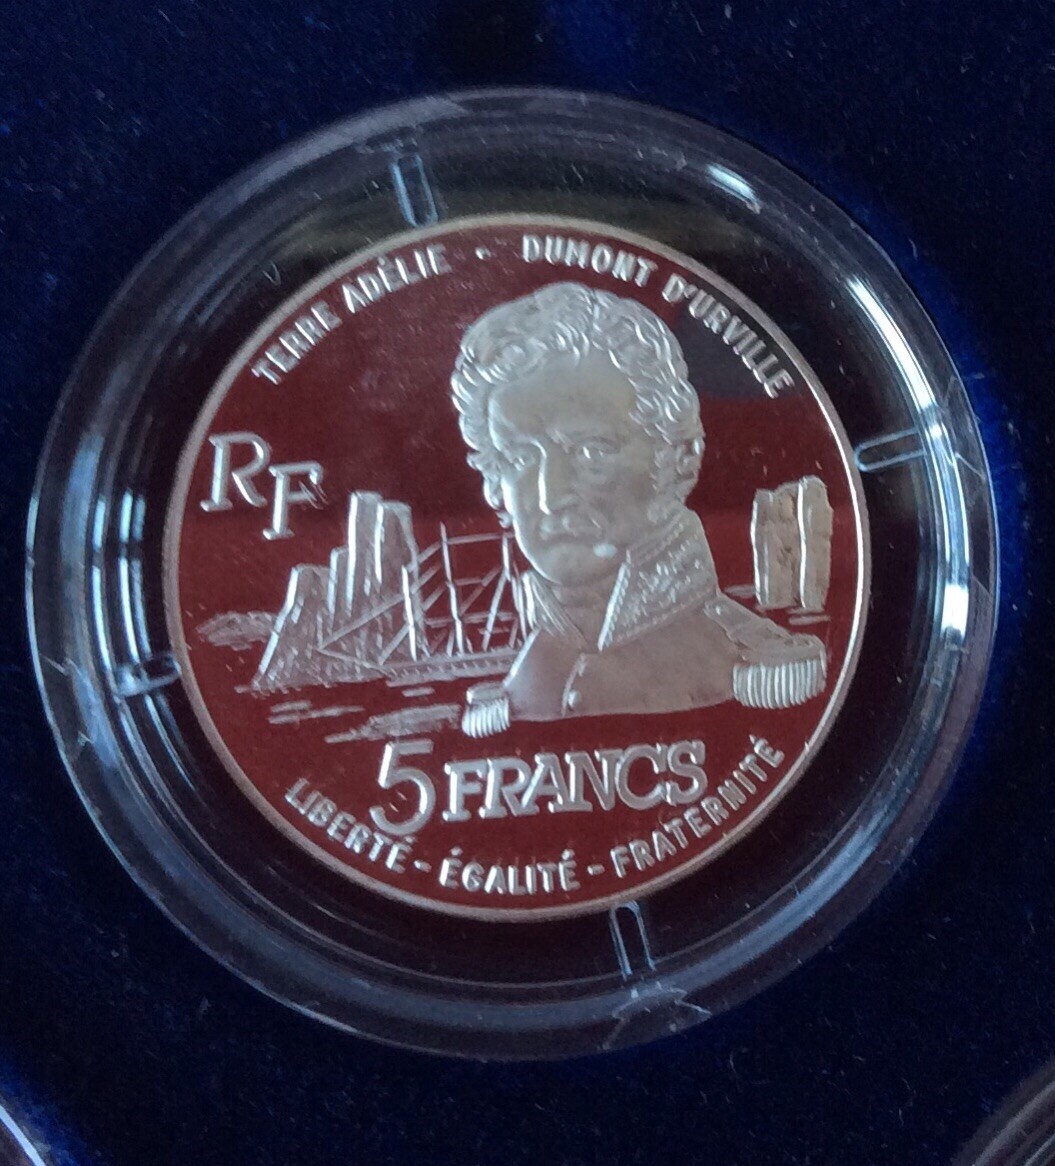 TERRE ADÉLIE - DUMONT D'URVILLE
RF
5 FRANCS
LIBERTÉ - ÉGALITÉ - FRATERNITÉ